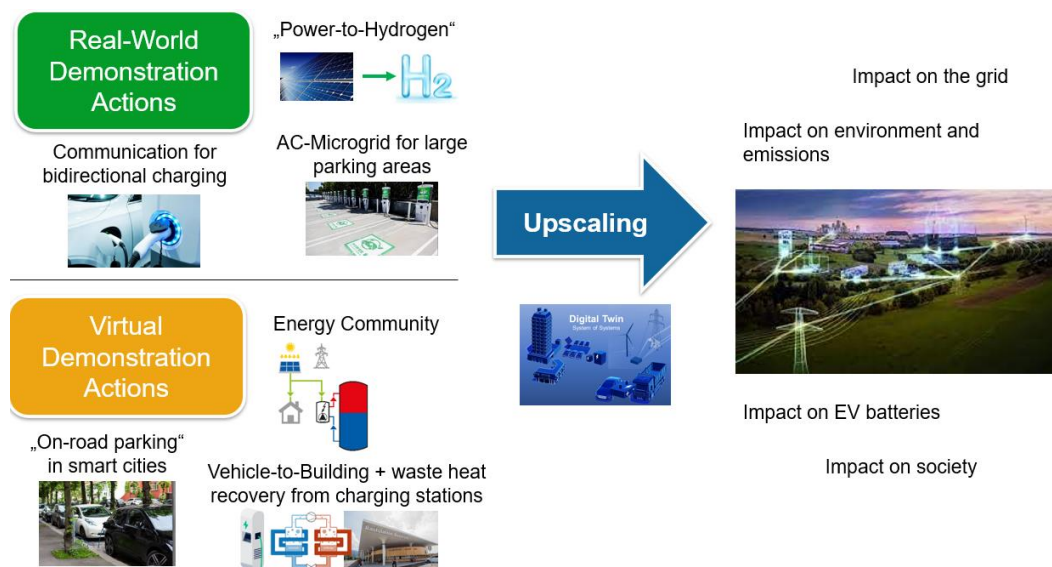 Real-World
Demonstration
Actions
„Power-to-Hydrogen“
H2
Communication for
bidirectional charging
AC-Microgrid for large
parking areas
Virtual
Demonstration
Actions
Energy Community
„On-road parking“
in smart cities
Vehicle-to-Building + waste heat
recovery from charging stations
Upscaling
Digital Twin
System of Systems
Impact on the grid
Impact on environment and
emissions
Impact on EV batteries
Impact on society